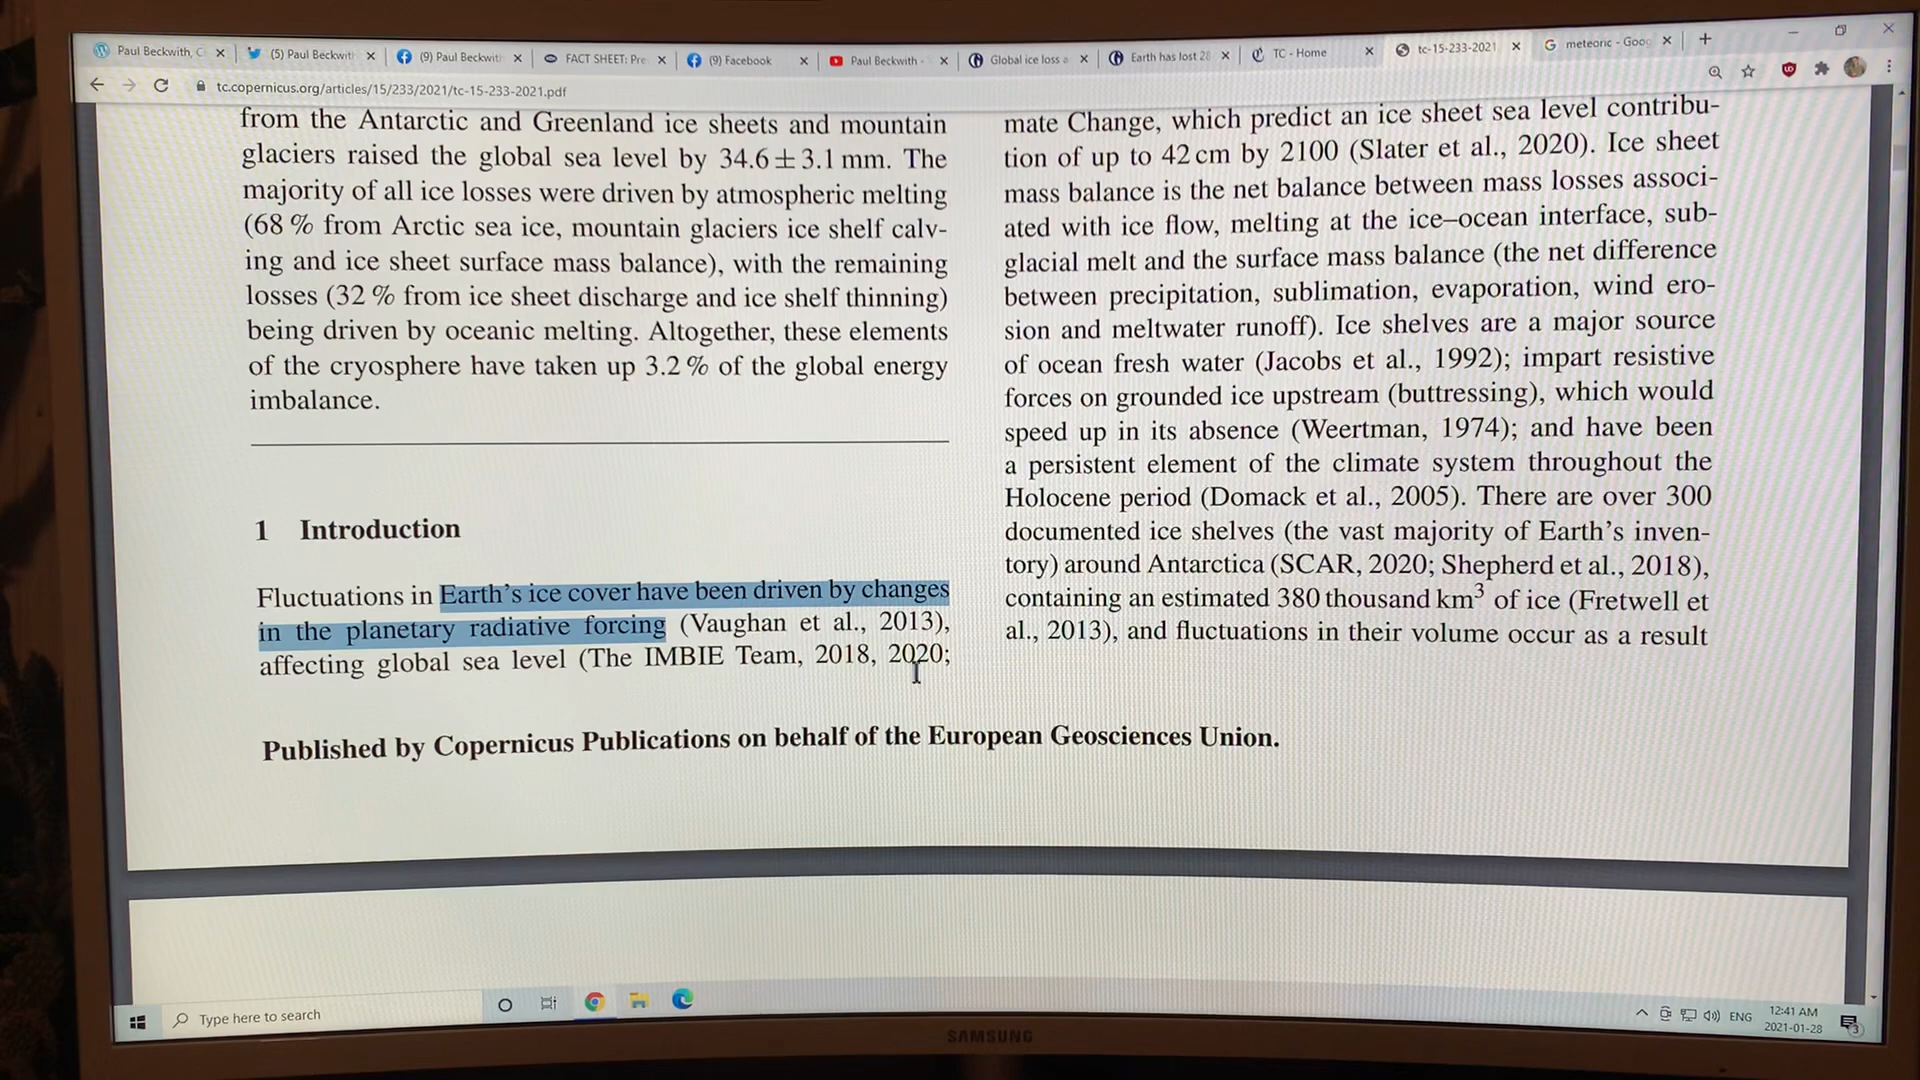 Paul Beckwith, C
(5) Paul Beckwit
(9) Paul Beckwit
FACT SHEET: Pre
(9) Facebook
Paul Beckwith -
Global ice loss a
Earth has lost 28
TC - Home
tc-15-233-2021
meteoric - Goog
tc.copernicus.org/articles/15/233/2021/tc-15-233-2021.pdf
from the Antarctic and Greenland ice sheets and mountain
glaciers raised the global sea level by 34.6 ± 3.1 mm. The
majority of all ice losses were driven by atmospheric melting
(68 % from Arctic sea ice, mountain glaciers ice shelf calv-
ing and ice sheet surface mass balance), with the remaining
losses (32 % from ice sheet discharge and ice shelf thinning)
being driven by oceanic melting. Altogether, these elements
of the cryosphere have taken up 3.2 % of the global energy
imbalance.
1 Introduction
Fluctuations in Earth’s ice cover have been driven by changes
in the planetary radiative forcing (Vaughan et al., 2013),
affecting global sea level (The IMBIE Team, 2018, 2020;
mate Change, which predict an ice sheet sea level contribu-
tion of up to 42 cm by 2100 (Slater et al., 2020). Ice sheet
mass balance is the net balance between mass losses associ-
ated with ice flow, melting at the ice–ocean interface, sub-
glacial melt and the surface mass balance (the net difference
between precipitation, sublimation, evaporation, wind ero-
sion and meltwater runoff). Ice shelves are a major source
of ocean fresh water (Jacobs et al., 1992); impart resistive
forces on grounded ice upstream (buttressing), which would
speed up in its absence (Weertman, 1974); and have been
a persistent element of the climate system throughout the
Holocene period (Domack et al., 2005). There are over 300
documented ice shelves (the vast majority of Earth’s inven-
tory) around Antarctica (SCAR, 2020; Shepherd et al., 2018),
containing an estimated 380 thousand km³ of ice (Fretwell et
al., 2013), and fluctuations in their volume occur as a result
Published by Copernicus Publications on behalf of the European Geosciences Union.
Type here to search
ENG
12:41 AM
2021-01-28
3
SAMSUNG